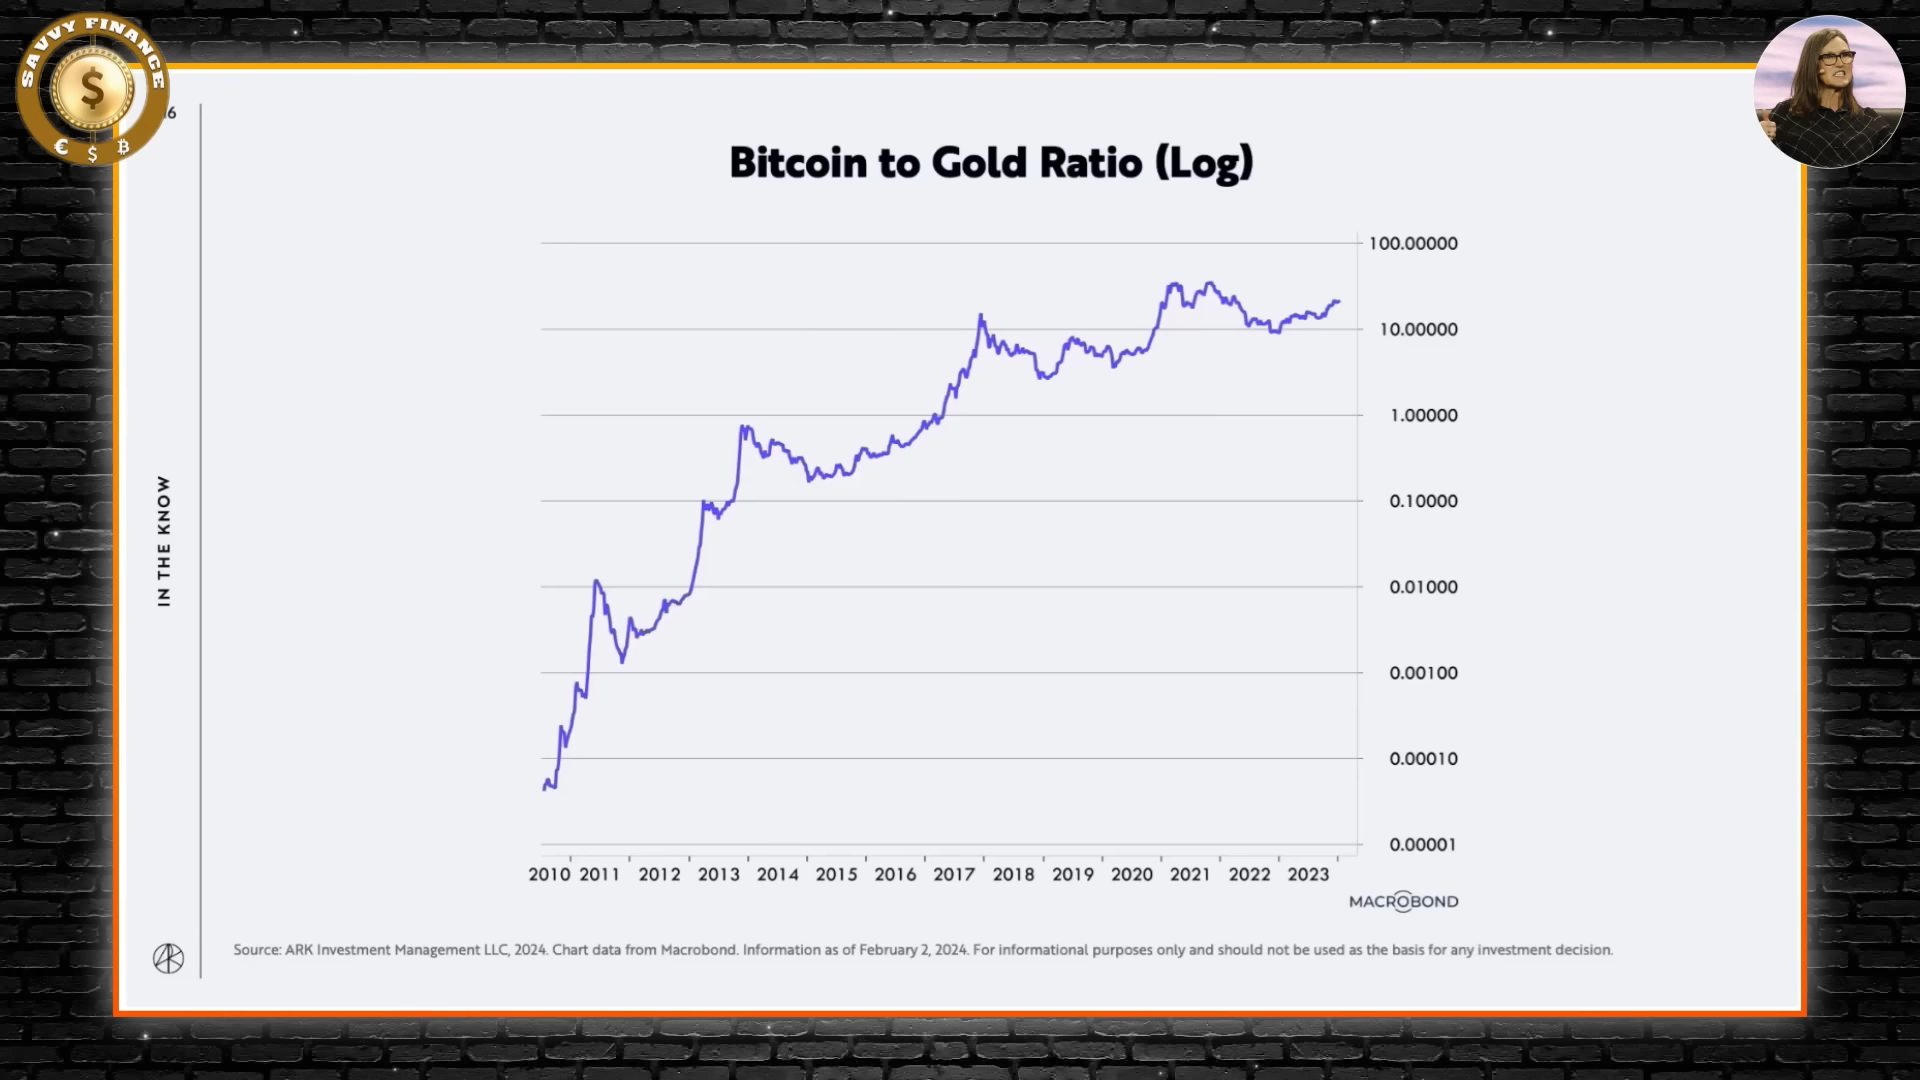 SAVVY FINANCE
$
€ $ ₿
6
Bitcoin to Gold Ratio (Log)
100.00000
10.00000
1.00000
0.10000
0.01000
0.00100
0.00010
0.00001
2010 2011 2012 2013 2014 2015 2016 2017 2018 2019 2020 2021 2022 2023
MACROBOND
IN THE KNOW
Source: ARK Investment Management LLC, 2024. Chart data from Macrobond. Information as of February 2, 2024. For informational purposes only and should not be used as the basis for any investment decision.